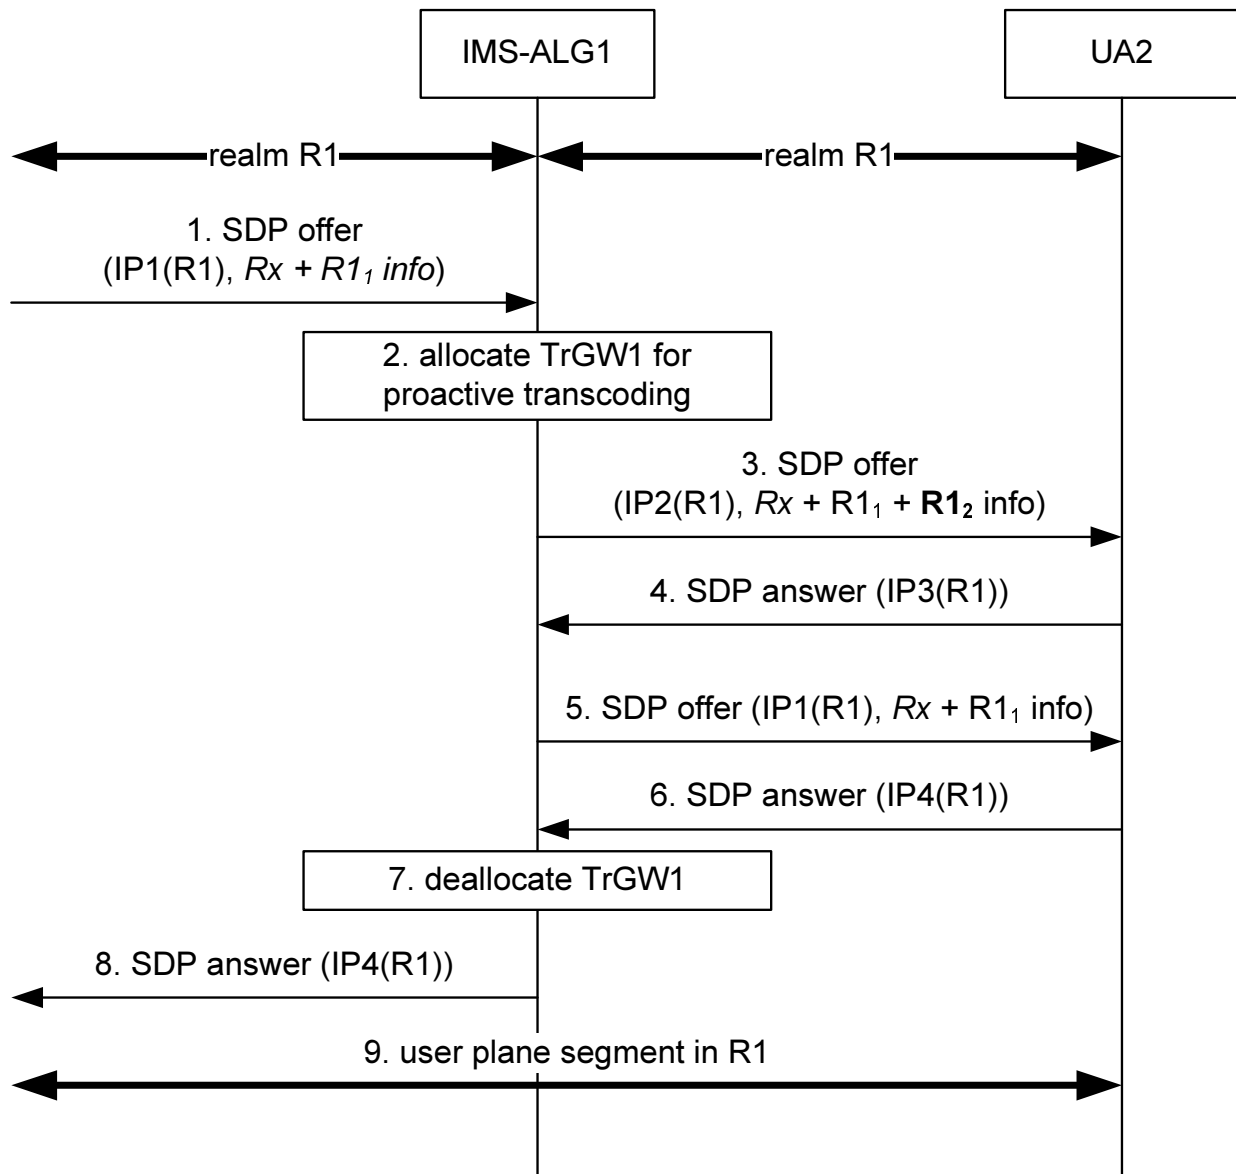 IMS-ALG1
UA2
realm R1
realm R1
1. SDP offer
(IP1(R1), Rx + R1₁ info)
2. allocate TrGW1 for
proactive transcoding
3. SDP offer
(IP2(R1), Rx + R1₁ + R1₂ info)
4. SDP answer (IP3(R1))
5. SDP offer (IP1(R1), Rx + R1₁ info)
6. SDP answer (IP4(R1))
7. deallocate TrGW1
8. SDP answer (IP4(R1))
9. user plane segment in R1